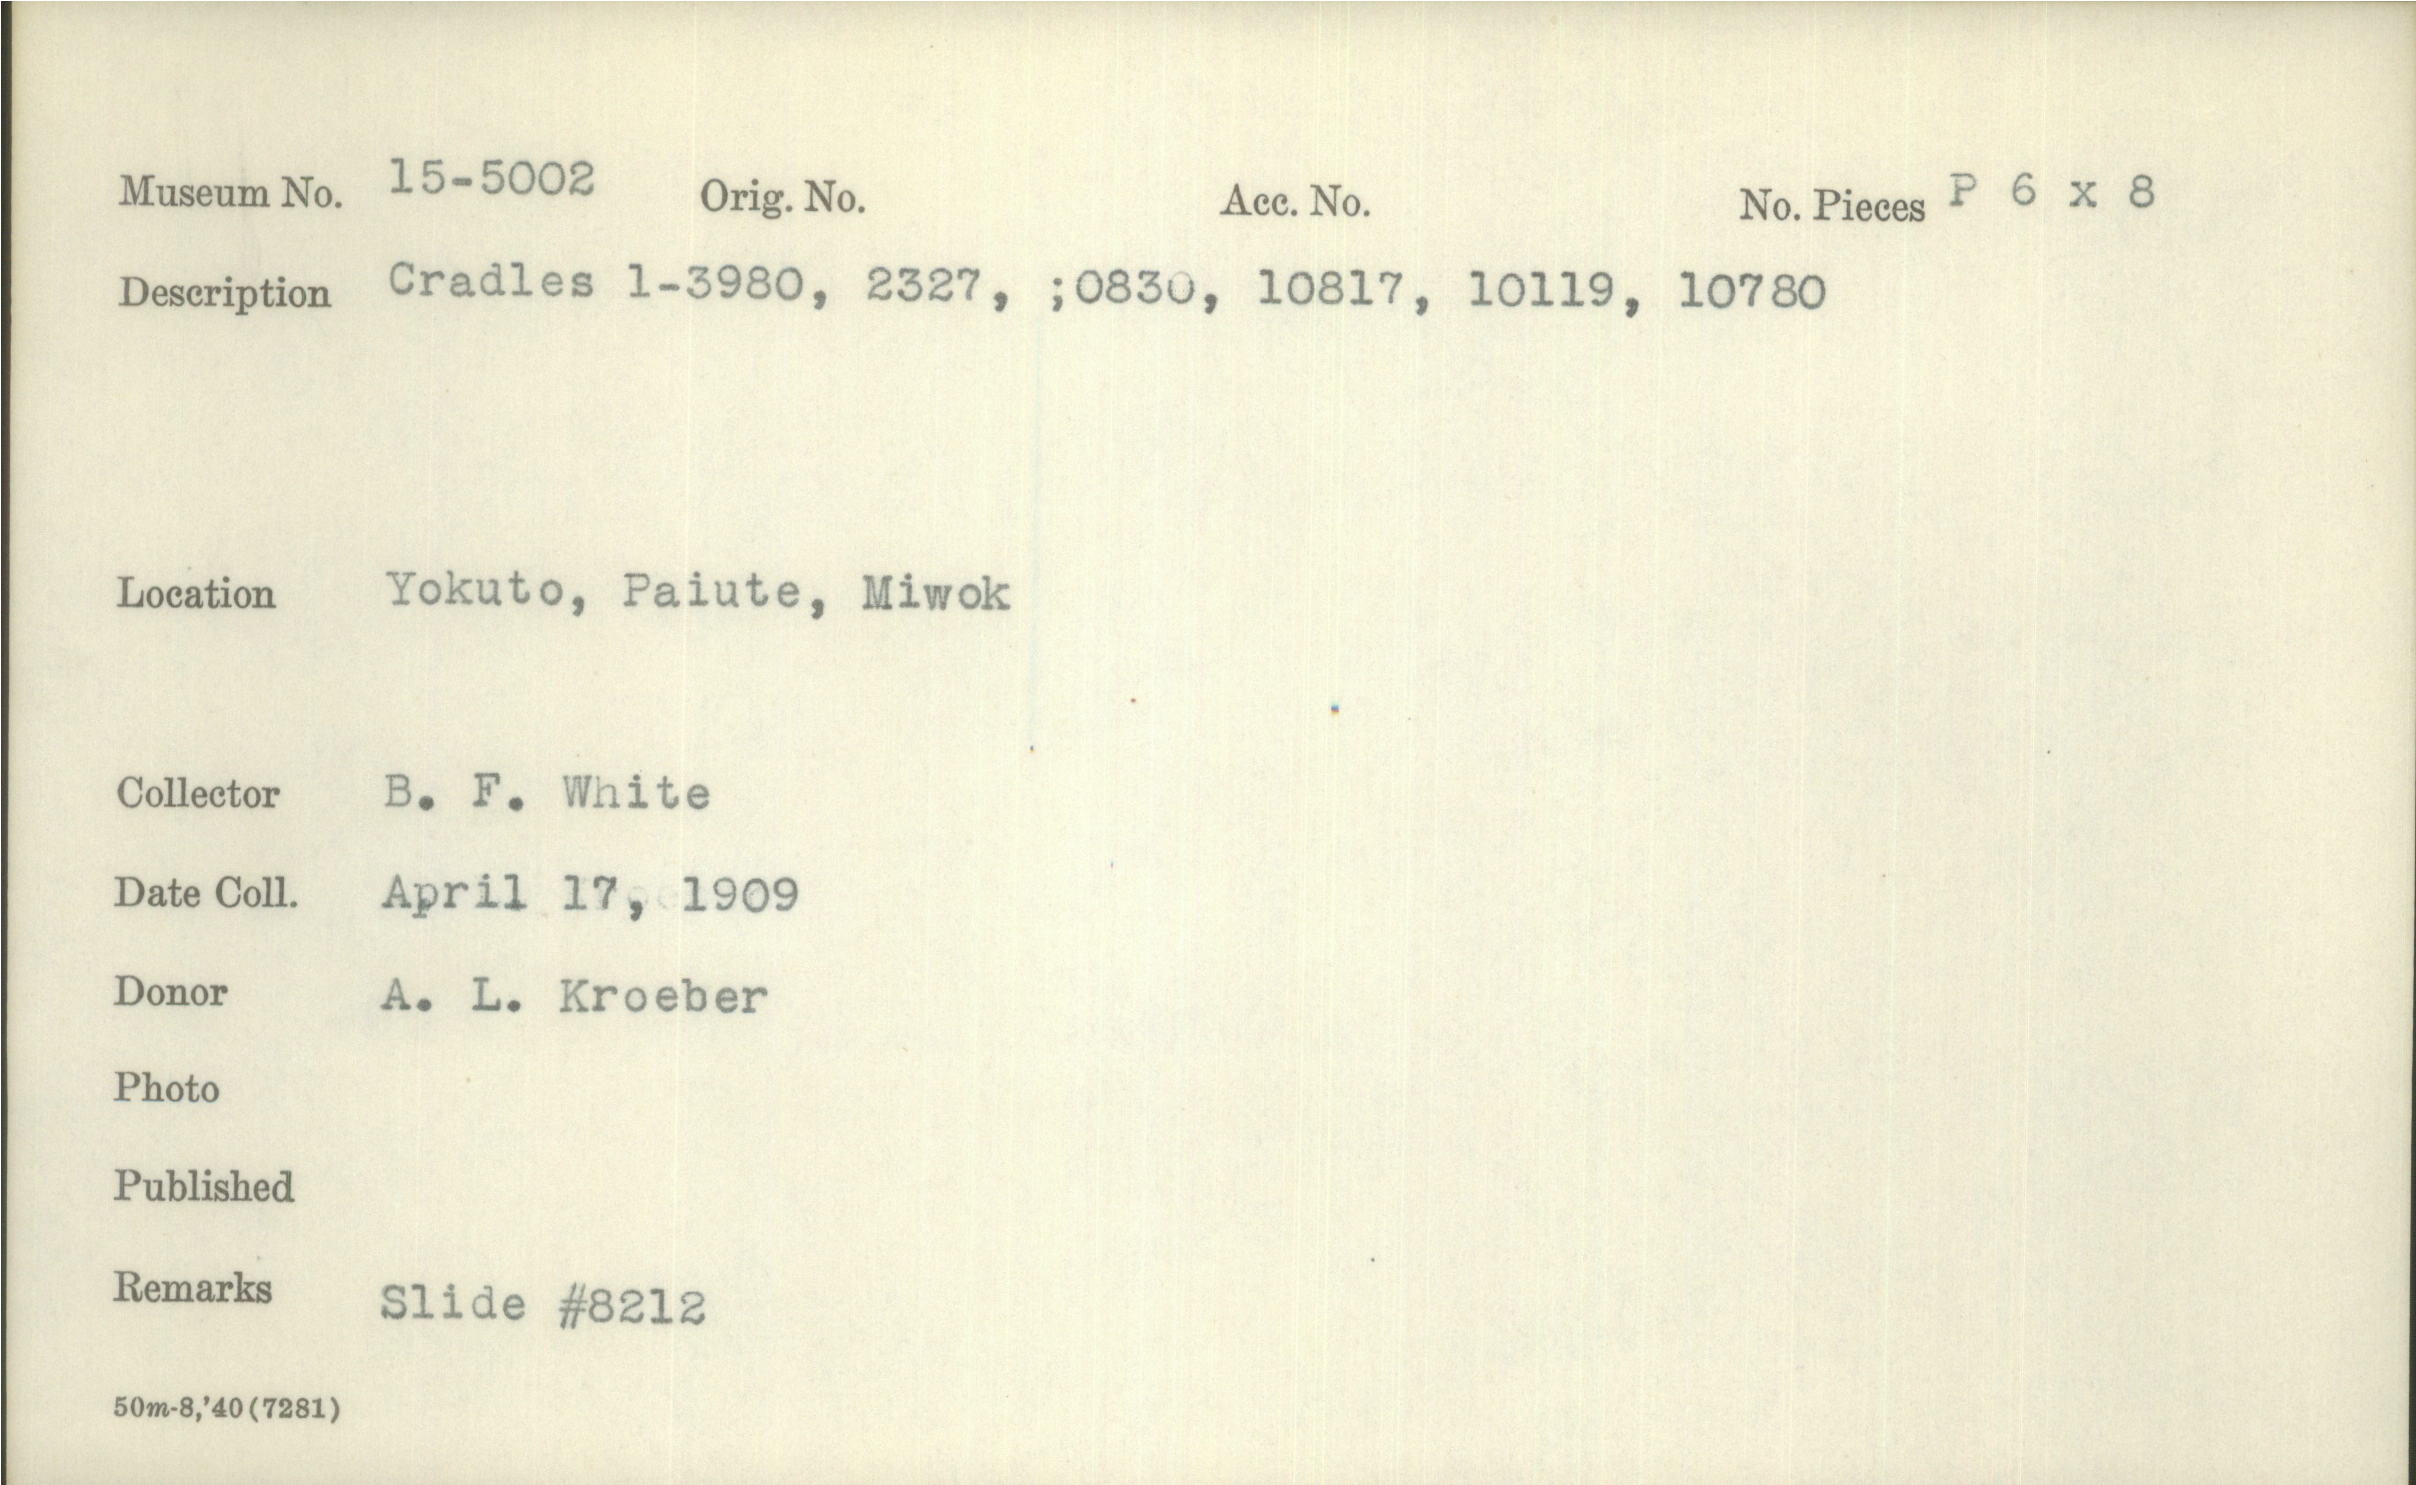 Museum No. 15-5002 Orig. No. Acc. No. No. Pieces P 6 x 8
Description Cradles 1-3980, 2327, ;0830, 10817, 10119, 10780
Location Yokuto, Paiute, Miwok
Collector B. F. White
Date Coll. April 17, 1909
Donor A. L. Kroeber
Photo
Published
Remarks Slide #8212
50m-8,'40(7281)